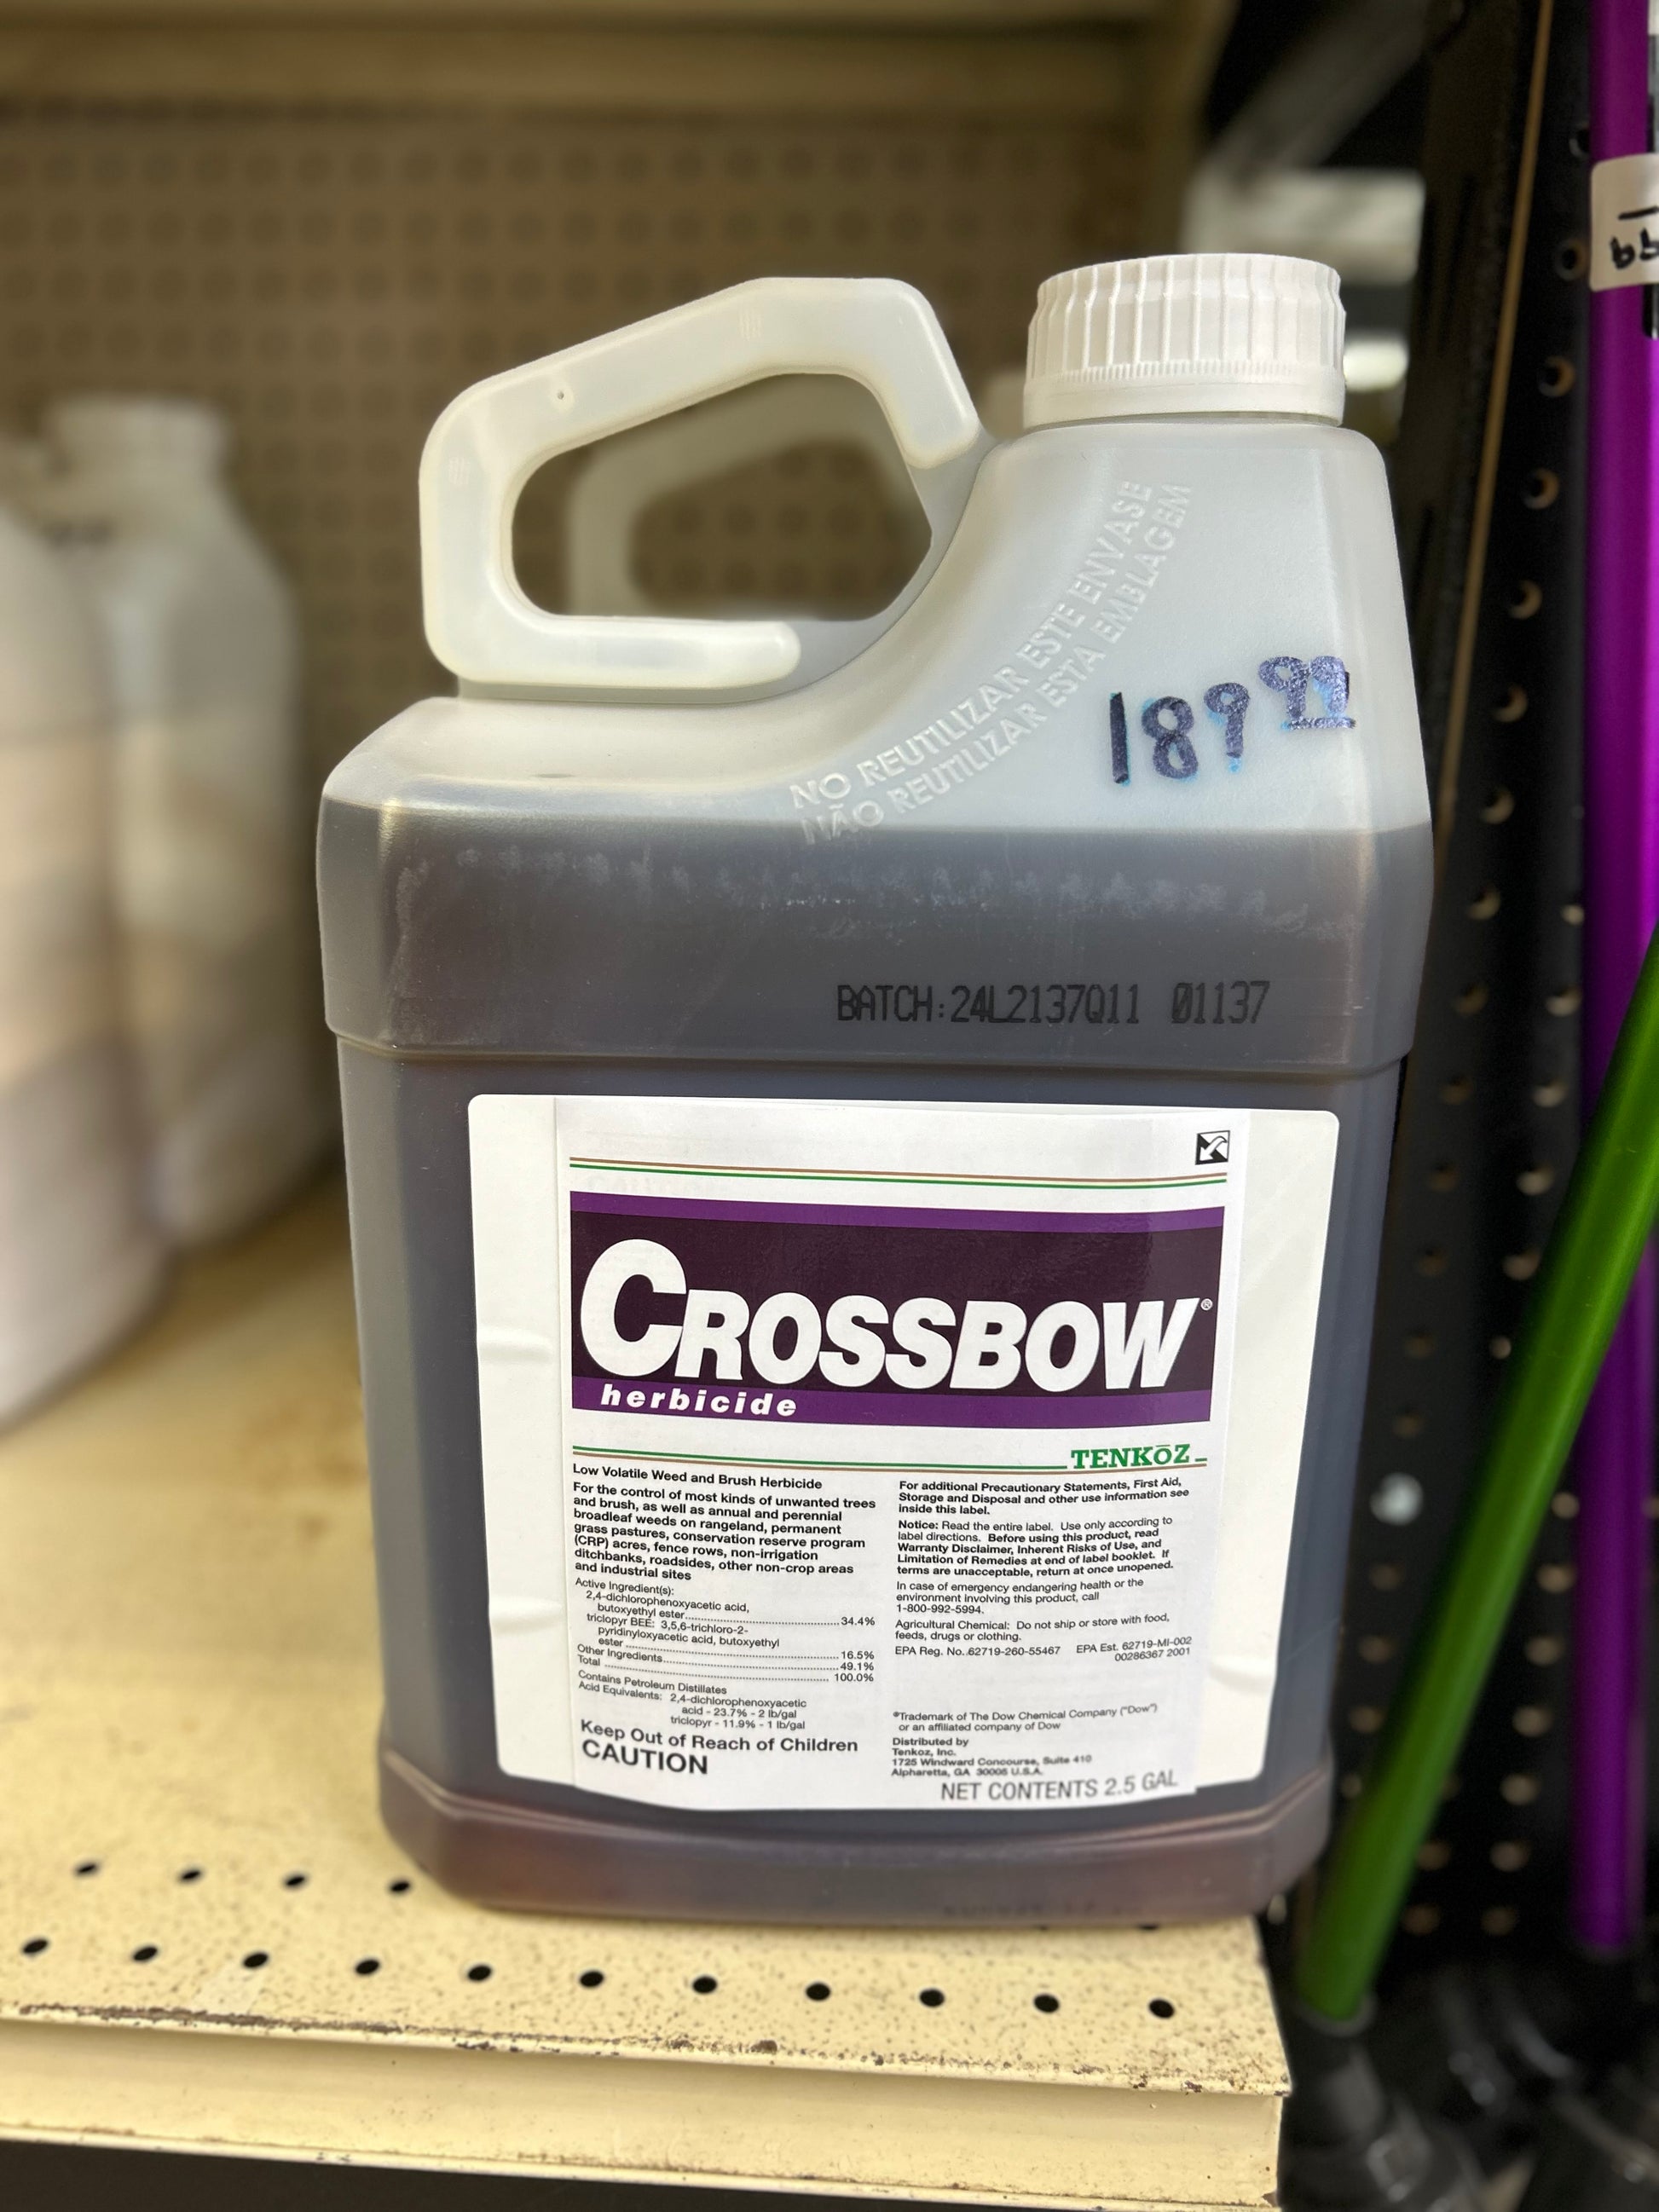 NO REUTILIZAR ESTE ENVASE
NÃO REUTILIZAR ESTA EMBLAGEM
189 99
BATCH:24L2137Q11 01137
CROSSBOW®
herbicide
TENKŌZ
Low Volatile Weed and Brush Herbicide
For the control of most kinds of unwanted trees
and brush, as well as annual and perennial
broadleaf weeds on rangeland, permanent
grass pastures, conservation reserve program
(CRP) acres, fence rows, non-irrigation
ditchbanks, roadsides, other non-crop areas
and industrial sites
Active Ingredient(s):
2,4-dichlorophenoxyacetic acid,
butoxyethyl ester 34.4%
triclopyr BEE: 3,5,6-trichloro-2-
pyridinyloxyacetic acid, butoxyethyl
ester 16.5%
Other Ingredients 49.1%
Total 100.0%
Contains Petroleum Distillates
Acid Equivalents: 2,4-dichlorophenoxyacetic
acid - 23.7% - 2 lb/gal
triclopyr - 11.9% - 1 lb/gal
Keep Out of Reach of Children
CAUTION
For additional Precautionary Statements, First Aid,
Storage and Disposal and other use information see
inside this label.
Notice: Read the entire label. Use only according to
label directions. Before using this product, read
Warranty Disclaimer, Inherent Risks of Use, and
Limitation of Remedies at end of label booklet. If
terms are unacceptable, return at once unopened.
In case of emergency endangering health or the
environment involving this product, call
1-800-992-5994.
Agricultural Chemical: Do not ship or store with food,
feeds, drugs or clothing.
EPA Reg. No. 62719-260-55467 EPA Est. 62719-MI-002
00286367 2001
®Trademark of The Dow Chemical Company ("Dow")
or an affiliated company of Dow
Distributed by
Tenkoz, Inc.
1725 Windward Concourse, Suite 410
Alpharetta, GA 30005 U.S.A.
NET CONTENTS 2.5 GAL